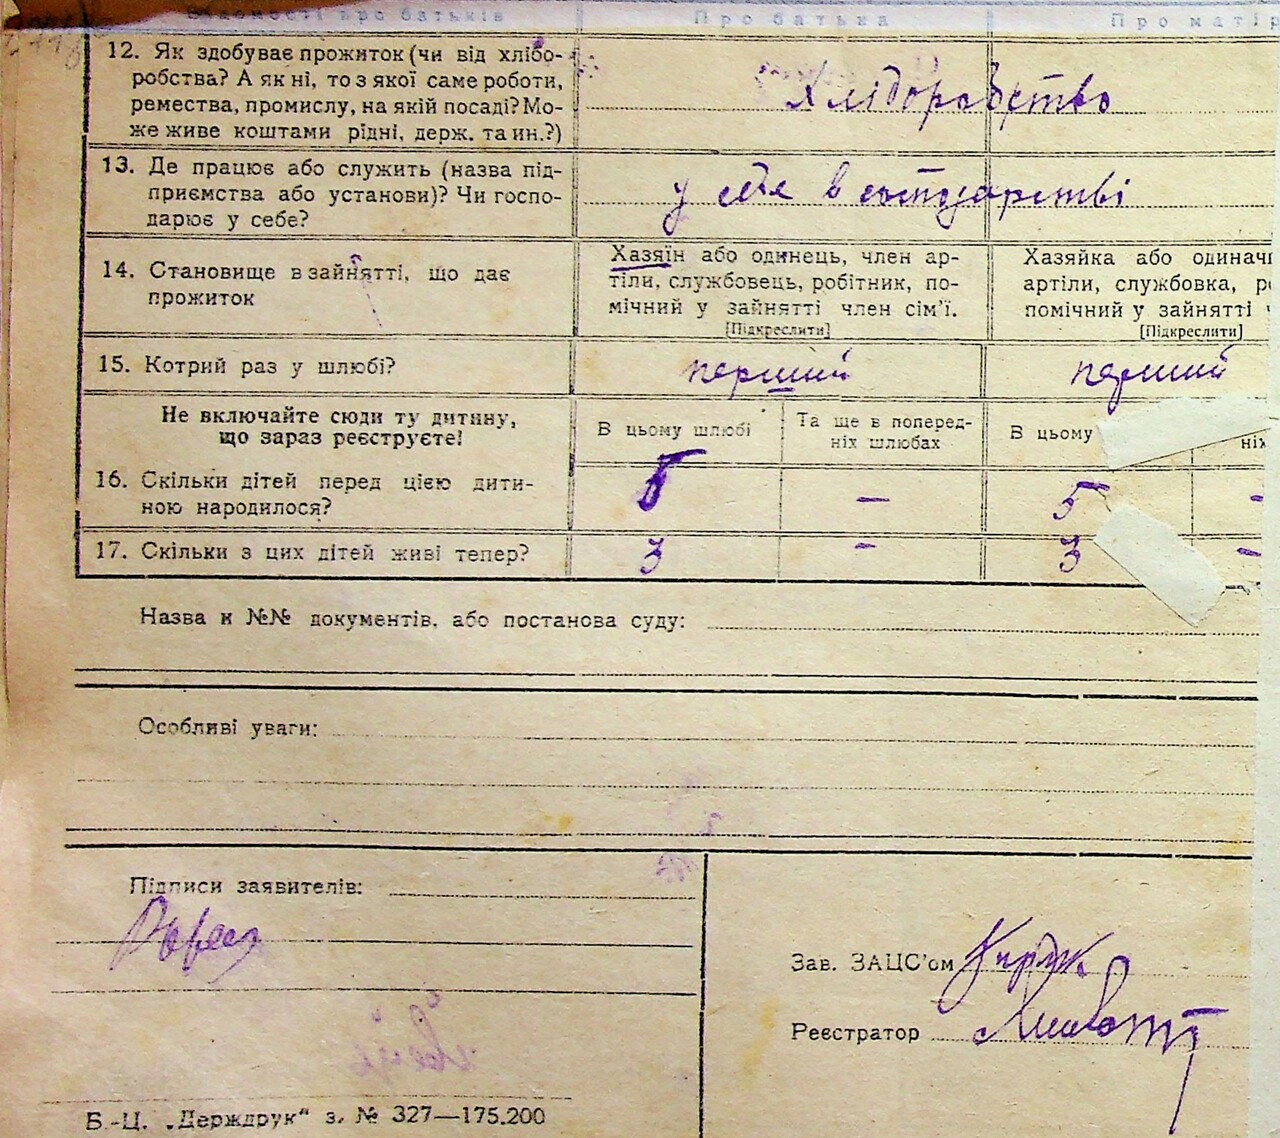 Відомості про батьків Про батька Про матір
12. Як здобуває прожиток (чи від хлібо-
робства? А як ні, то з якої саме роботи,
ремества, промислу, на якій посаді? Мо-
же живе коштами рідні, держ. та ин.?)
Хліборобство
13. Де працює або служить (назва під-
приємства або установи)? Чи госпо-
дарює у себе?
у себе в господарстві
14. Становище в зайнятті, що дає
прожиток
Хазяїн або одинець, член ар-
тіли, службовець, робітник, по-
мічний у зайнятті член сім'ї.
[Підкреслити]
Хазяйка або одинач
артіли, службовка, р
помічний у зайнятті ч
[Підкреслити]
15. Котрий раз у шлюбі? перший перший
Не включайте сюди ту дитину,
що зараз реєструєте!
В цьому шлюбі
Та ще в поперед-
ніх шлюбах
В цьому
ніх
16. Скільки дітей перед цією дити-
ною народилося?
5 — 5 -
17. Скільки з цих дітей живі тепер? 3 - 3 -
Назва и №№ документів, або постанова суду:
Особливі уваги:
Підписи заявителів:
Зав. ЗАЦС'ом
Реєстратор
Б.-Ц. „Держдрук" з. № 327—175.200